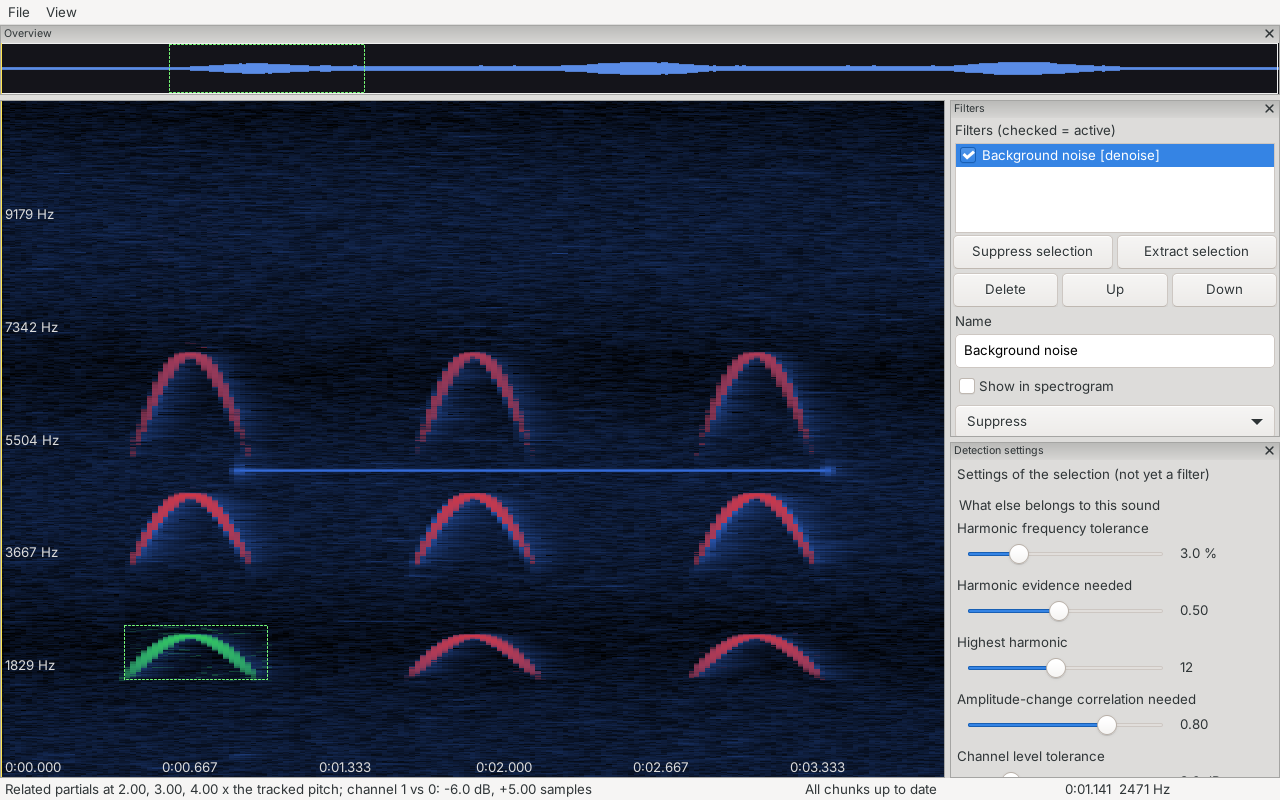 File View
Overview
Filters
Filters (checked = active)
Background noise [denoise]
Suppress selection Extract selection
Delete Up Down
Name
Background noise
Show in spectrogram
Suppress
Detection settings
Settings of the selection (not yet a filter)
What else belongs to this sound
Harmonic frequency tolerance
3.0 %
Harmonic evidence needed
0.50
Highest harmonic
12
Amplitude-change correlation needed
0.80
Channel level tolerance
9179 Hz
7342 Hz
5504 Hz
3667 Hz
1829 Hz
0:00.000 0:00.667 0:01.333 0:02.000 0:02.667 0:03.333
Related partials at 2.00, 3.00, 4.00 x the tracked pitch; channel 1 vs 0: -6.0 dB, +5.00 samples
All chunks up to date
0:01.141 2471 Hz